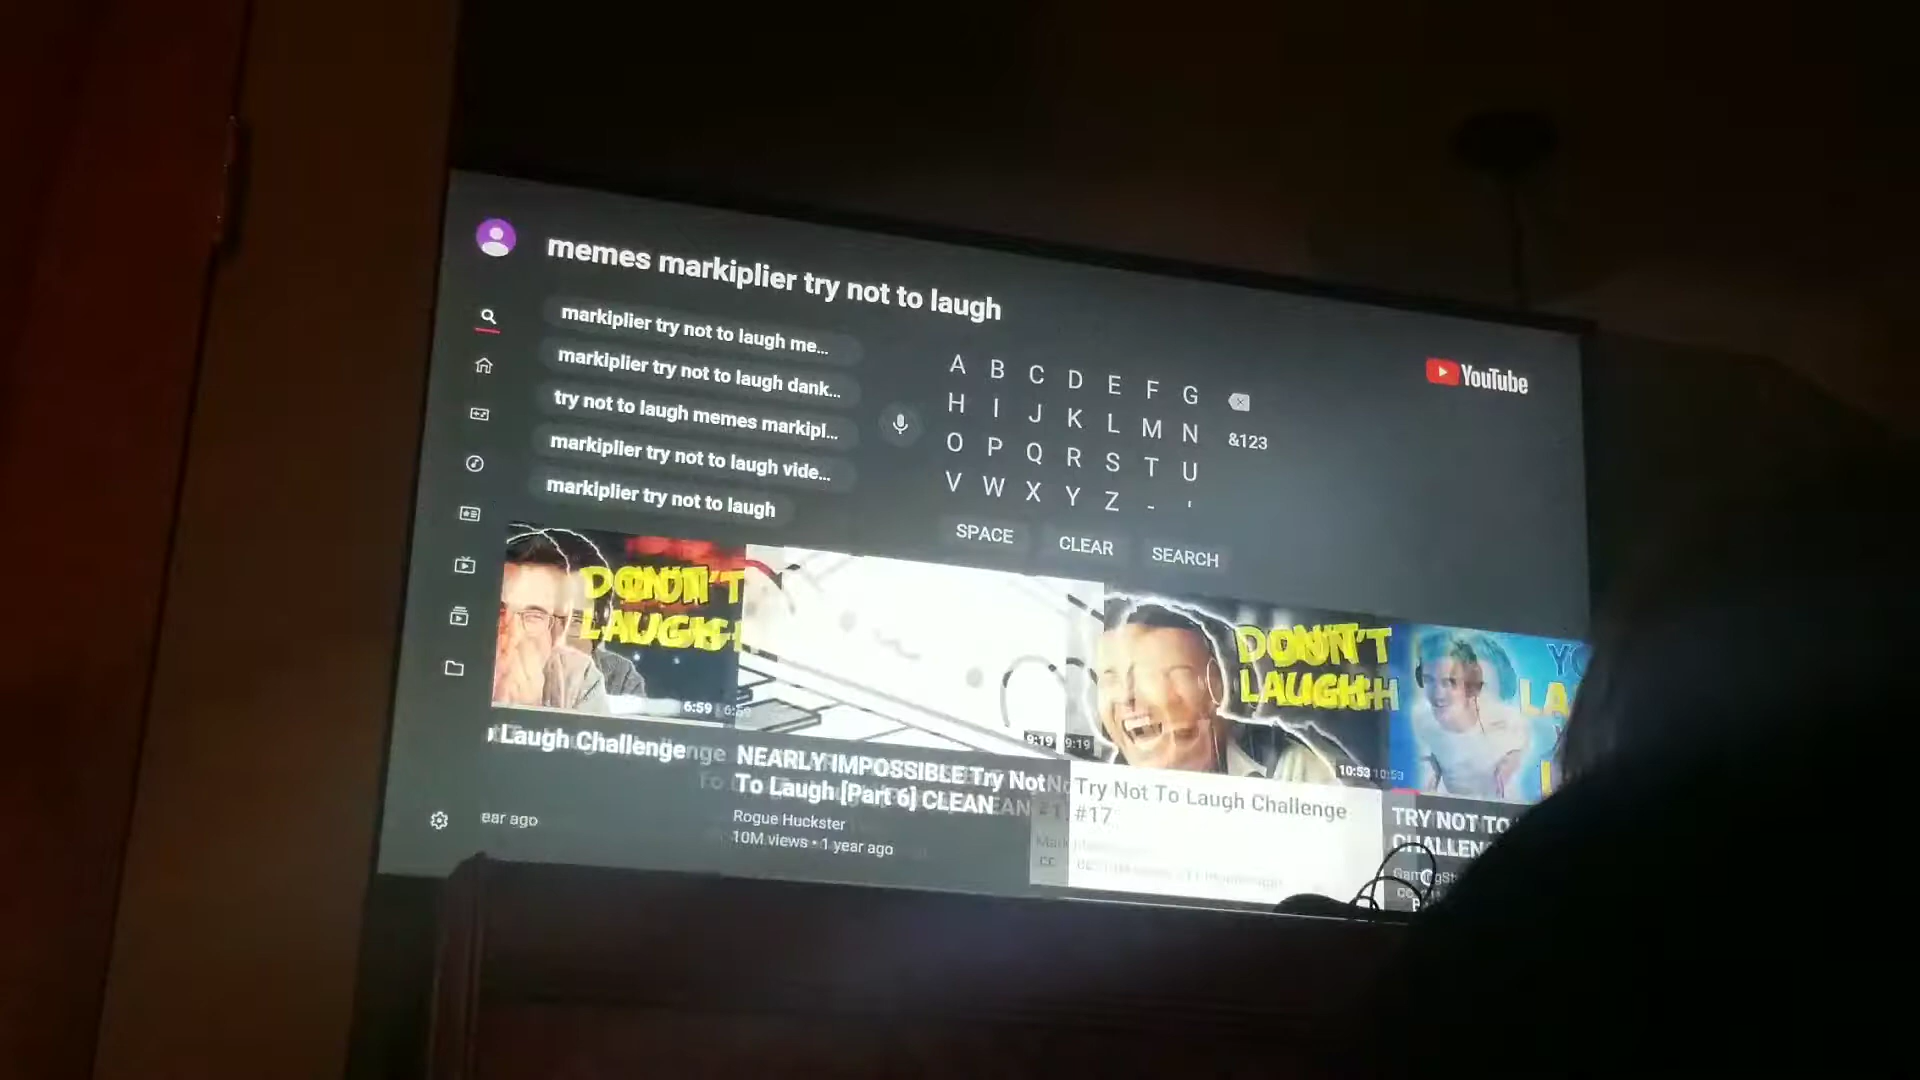 memes markiplier try not to laugh
markiplier try not to laugh me...
markiplier try not to laugh dank...
try not to laugh memes markipl...
markiplier try not to laugh vide...
markiplier try not to laugh
A B C D E F G
H I J K L M N
&123
O P Q R S T U
V W X Y Z - '
SPACE CLEAR SEARCH
YouTube
DON'T
LAUGH
6:59
Laugh Challenge
ear ago
9:19
NEARLY IMPOSSIBLE Try Not
To Laugh [Part 6] CLEAN
Rogue Huckster
10M views • 1 year ago
DON'T
LAUGH
10:53
Try Not To Laugh Challenge
#17
CC
TRY NOT TO